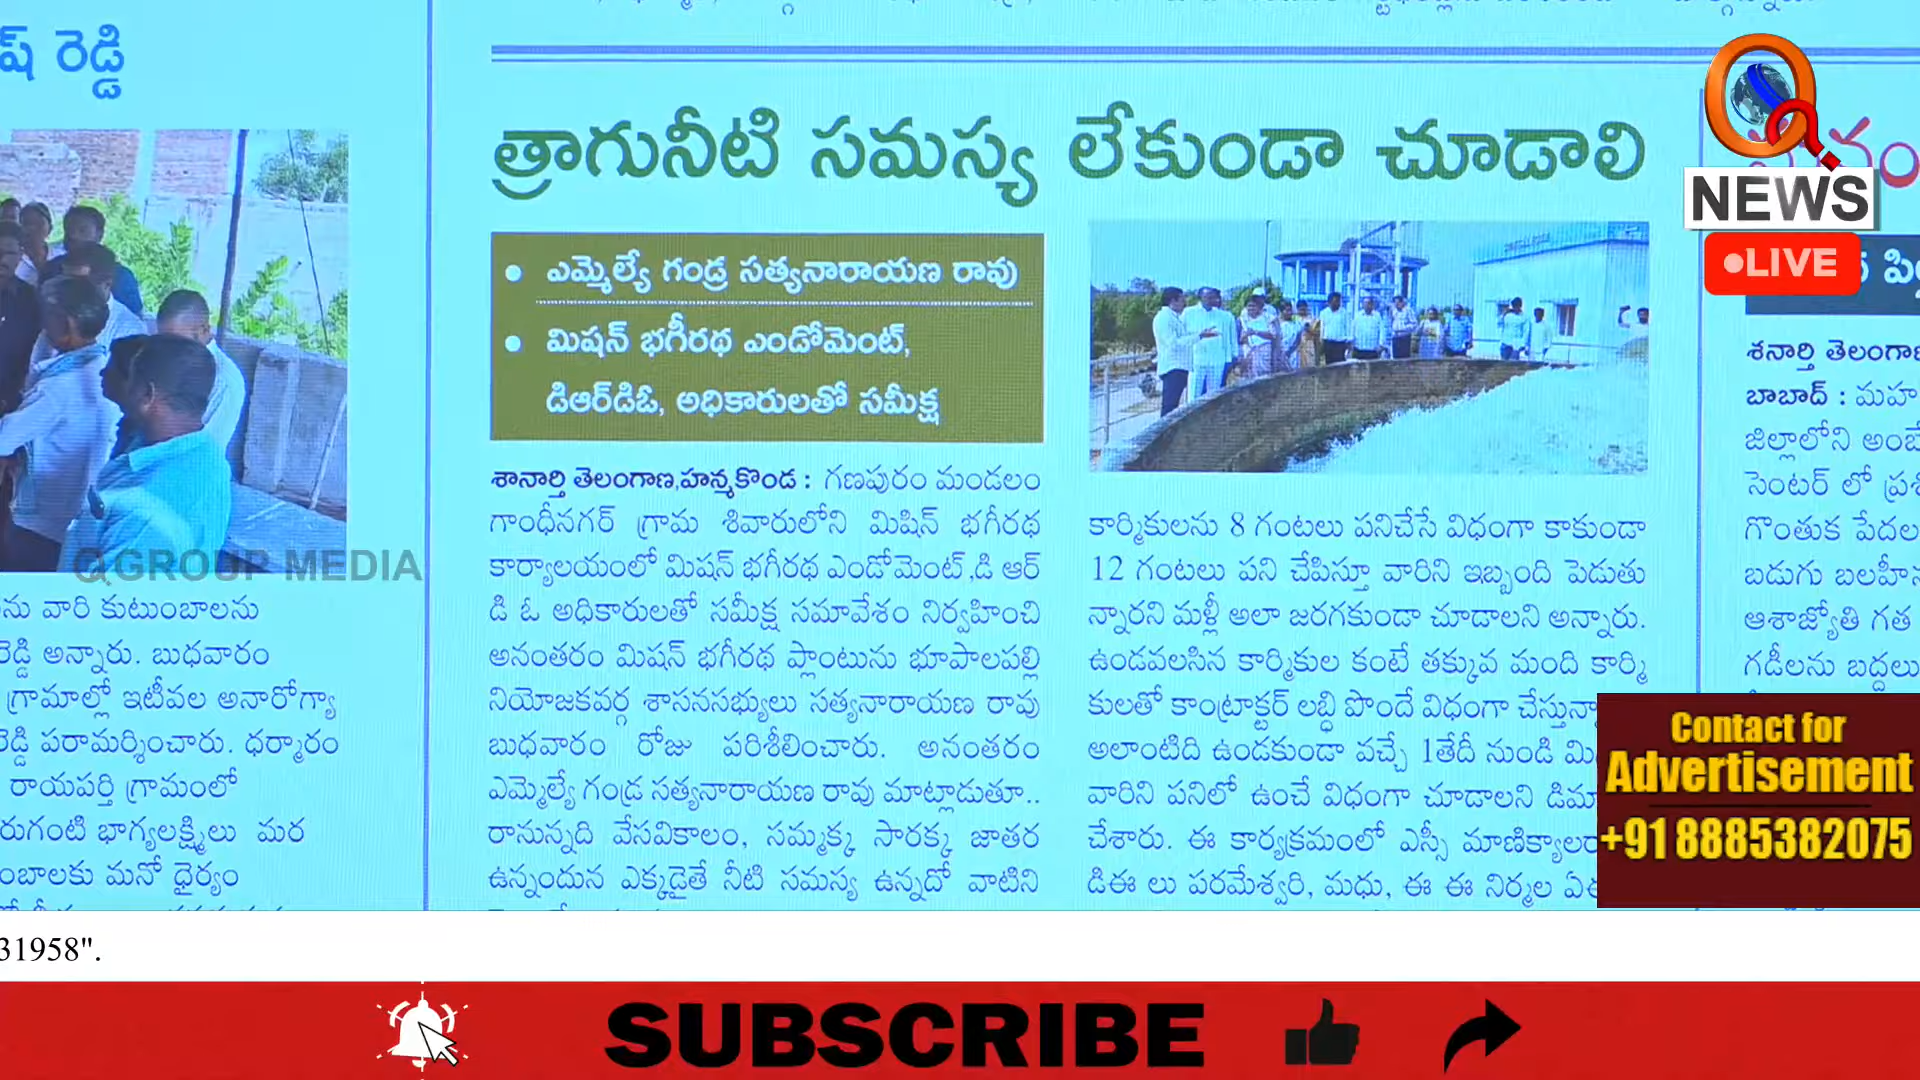 ష్ రెడ్డి
త్రాగునీటి సమస్య లేకుండా చూడాలి
NEWS
LIVE
• ఎమ్మెల్యే గండ్ర సత్యనారాయణ రావు
• మిషన్ భగీరథ ఎండోమెంట్,
డిఆర్‌డిఓ, అధికారులతో సమీక్ష
శానార్తి తెలంగాణ,హన్మకొండ : గణపురం మండలం
గాంధీనగర్ గ్రామ శివారులోని మిషిన్ భగీరథ
కార్యాలయంలో మిషన్ భగీరథ ఎండోమెంట్,డి ఆర్
డి ఓ అధికారులతో సమీక్ష సమావేశం నిర్వహించి
అనంతరం మిషన్ భగీరథ ప్లాంటును భూపాలపల్లి
నియోజకవర్గ శాసనసభ్యులు సత్యనారాయణ రావు
బుధవారం రోజు పరిశీలించారు. అనంతరం
ఎమ్మెల్యే గండ్ర సత్యనారాయణ రావు మాట్లాడుతూ..
రానున్నది వేసవికాలం, సమ్మక్క సారక్క జాతర
ఉన్నందున ఎక్కడైతే నీటి సమస్య ఉన్నదో వాటిని
కార్మికులను 8 గంటలు పనిచేసే విధంగా కాకుండా
12 గంటలు పని చేపిస్తూ వారిని ఇబ్బంది పెడుతు
న్నారని మళ్లీ అలా జరగకుండా చూడాలని అన్నారు.
ఉండవలసిన కార్మికుల కంటే తక్కువ మంది కార్మి
కులతో కాంట్రాక్టర్ లబ్ధి పొందే విధంగా చేస్తున్నా
అలాంటిది ఉండకుండా వచ్చే 1తేదీ నుండి మి
వారిని పనిలో ఉంచే విధంగా చూడాలని డిమా
చేశారు. ఈ కార్యక్రమంలో ఎస్సీ మాణిక్యాలరా
డిఈ లు పరమేశ్వరి, మధు, ఈ ఈ నిర్మల ఏఈ
QGROUP MEDIA
ను వారి కుటుంబాలను
రెడ్డి అన్నారు. బుధవారం
గ్రామాల్లో ఇటీవల అనారోగ్యా
రెడ్డి పరామర్శించారు. ధర్మారం
రాయపర్తి గ్రామంలో
రుగంటి భాగ్యలక్ష్మిలు మర
ంబాలకు మనో ధైర్యం
శనార్తి తెలంగాణ
బాబాద్ : మహ
జిల్లాలోని అంబే
సెంటర్ లో ప్రశ
గొంతుక పేదల
బడుగు బలహీన
ఆశాజ్యోతి గత
గడీలను బద్దలు
Contact for
Advertisement
+91 8885382075
31958".
SUBSCRIBE